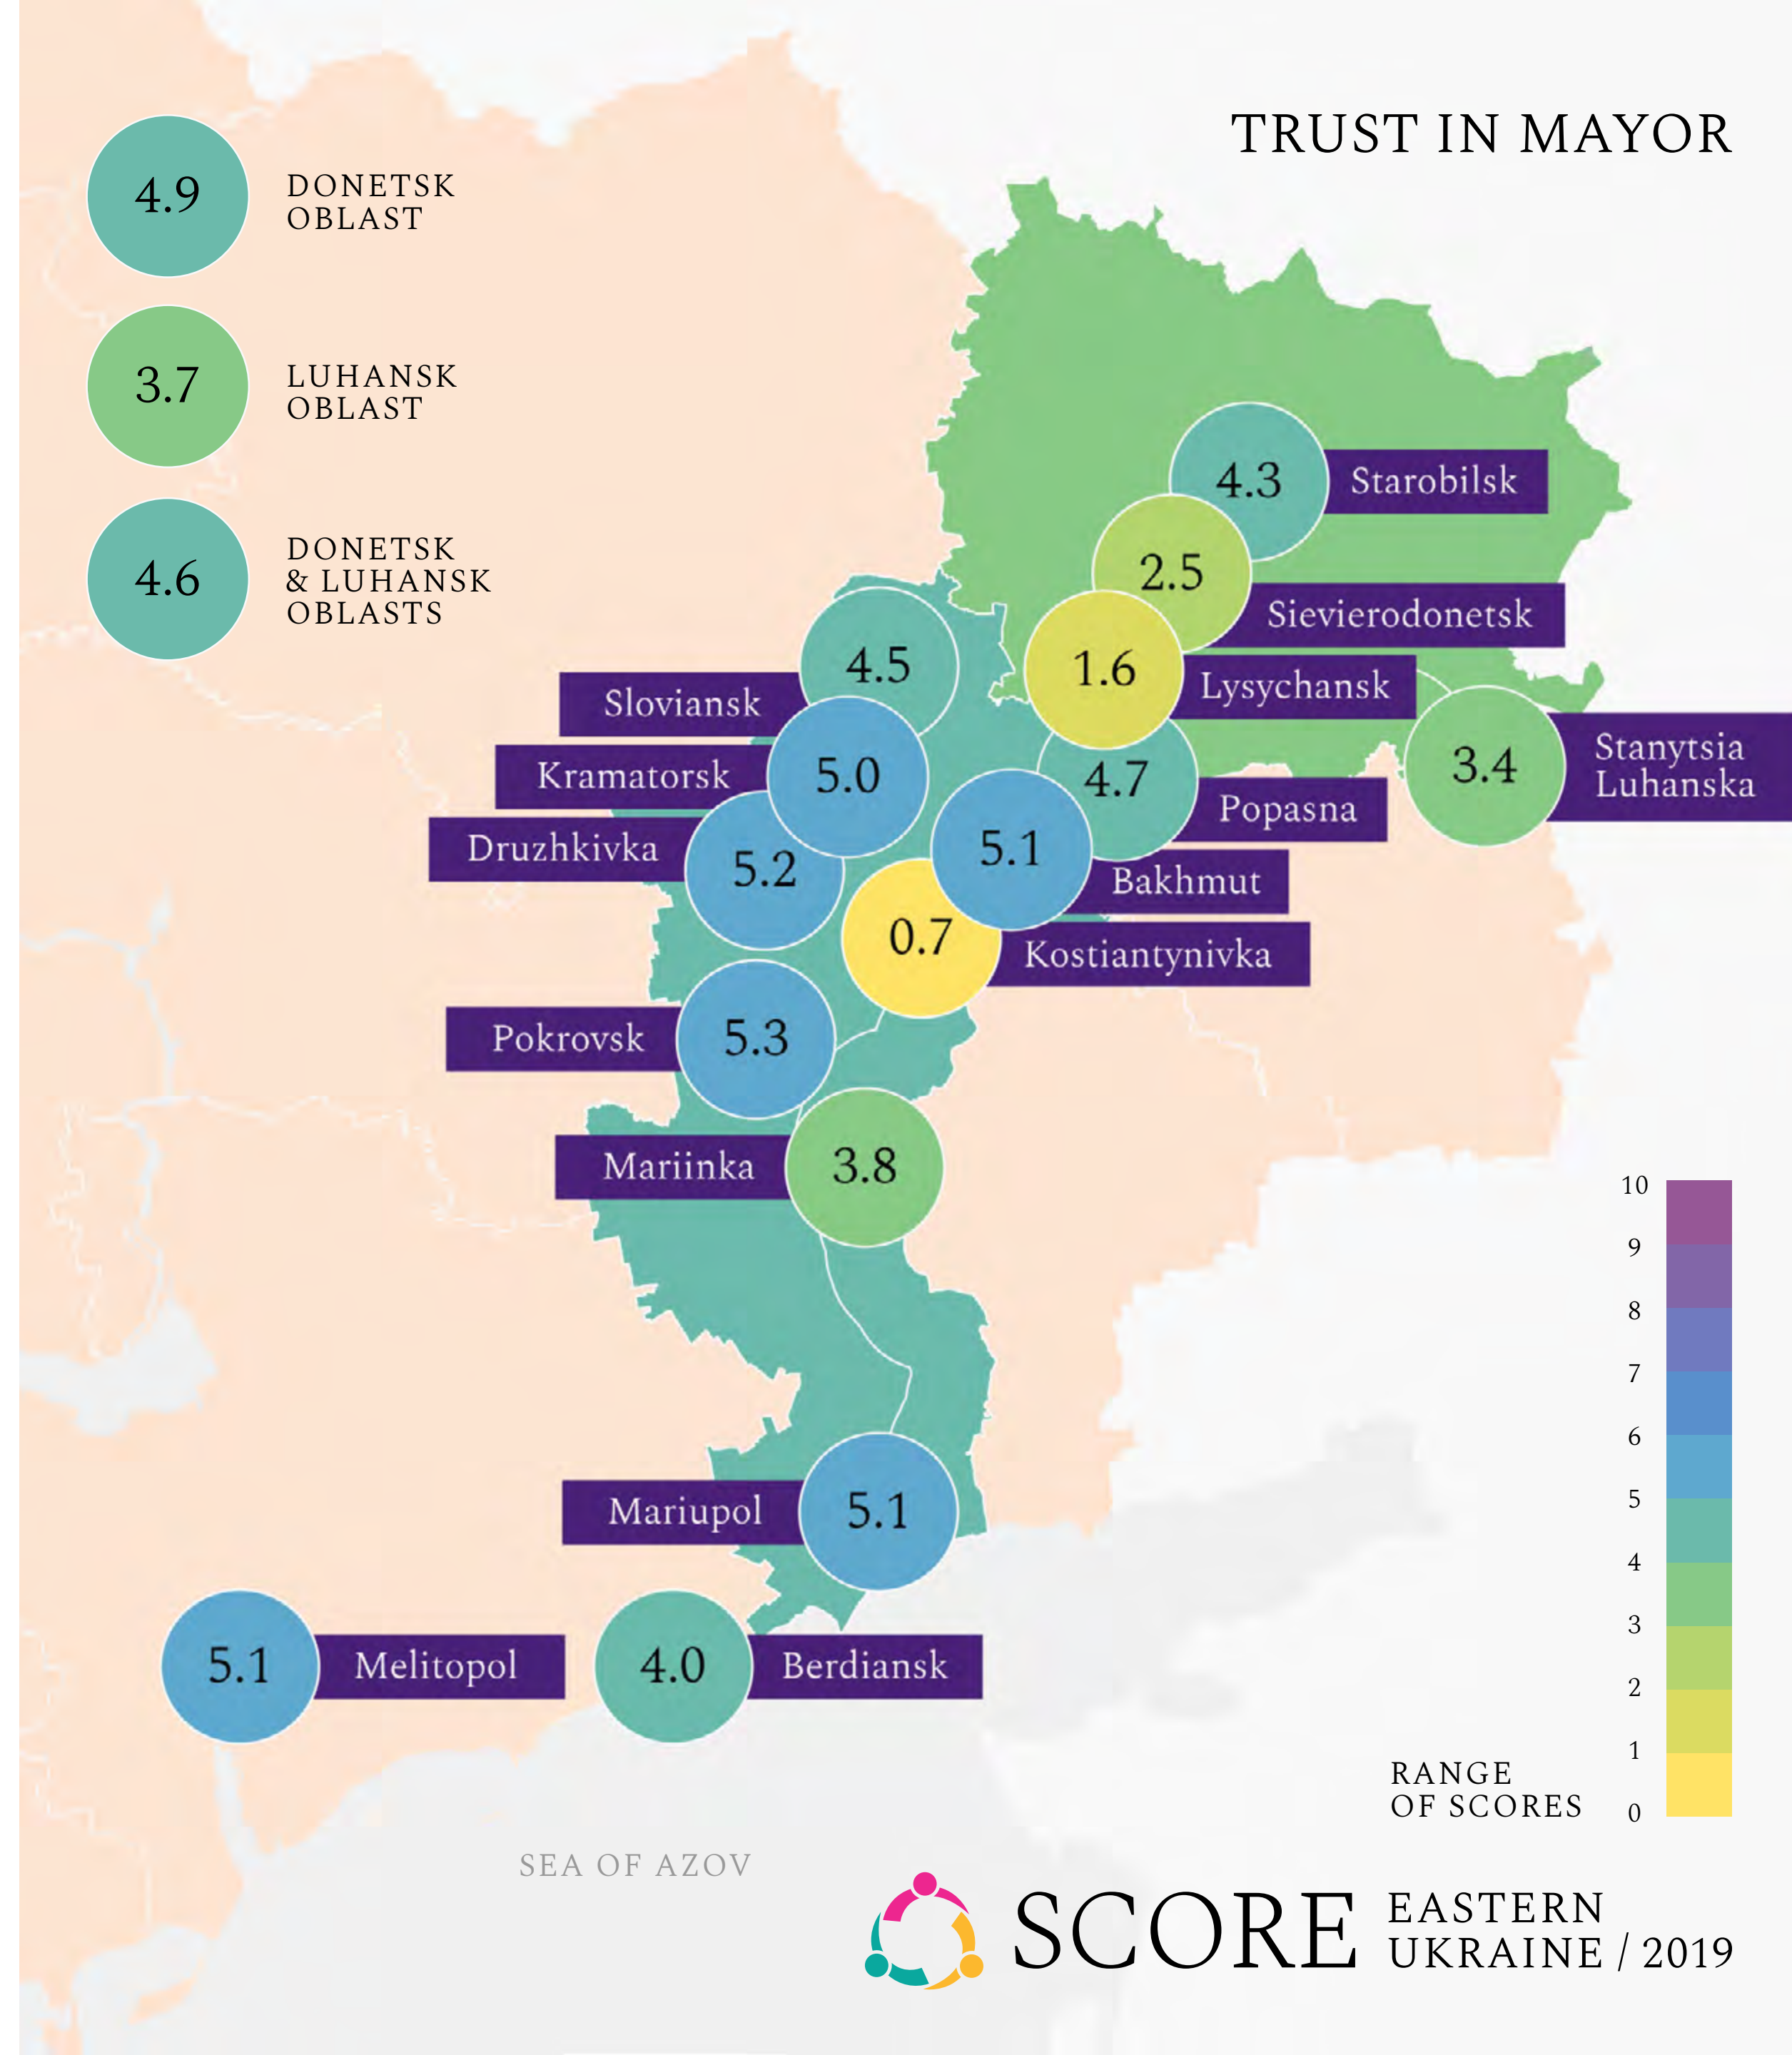 TRUST IN MAYOR
4.9
DONETSK
OBLAST
3.7
LUHANSK
OBLAST
4.6
DONETSK
& LUHANSK
OBLASTS
4.3
Starobilsk
2.5
Sievierodonetsk
1.6
Lysychansk
3.4
Stanytsia
Luhanska
4.5
Sloviansk
5.0
Kramatorsk
4.7
Popasna
5.2
Druzhkivka
5.1
Bakhmut
0.7
Kostiantynivka
5.3
Pokrovsk
3.8
Mariinka
5.1
Mariupol
5.1
Melitopol
4.0
Berdiansk
10
9
8
7
6
5
4
3
2
1
0
RANGE
OF SCORES
SEA OF AZOV
SCORE
EASTERN
UKRAINE / 2019